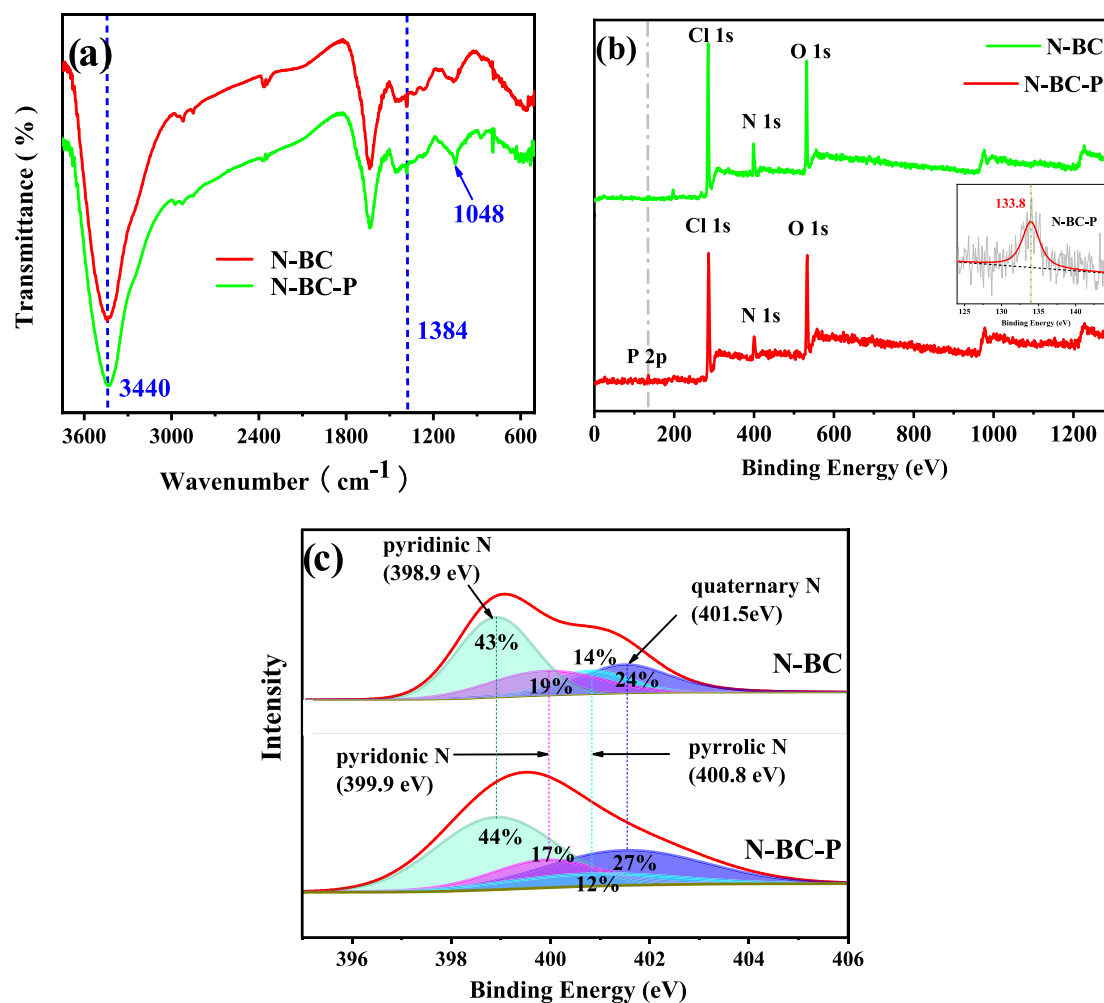 (a)
Transmittance ( % )
N-BC
N-BC-P
3440
1384
1048
3600 3000 2400 1800 1200 600
Wavenumber ( cm-1 )
(b)
Cl 1s
N 1s
O 1s
N-BC
N-BC-P
Cl 1s
N 1s
O 1s
P 2p
133.8
N-BC-P
125 130 135 140
Binding Energy (eV)
0 200 400 600 800 1000 1200
Binding Energy (eV)
(c)
pyridinic N
(398.9 eV)
quaternary N
(401.5eV)
43%
14%
19%
24%
N-BC
pyridonic N
(399.9 eV)
pyrrolic N
(400.8 eV)
44%
17%
27%
12%
N-BC-P
Intensity
396 398 400 402 404 406
Binding Energy (eV)